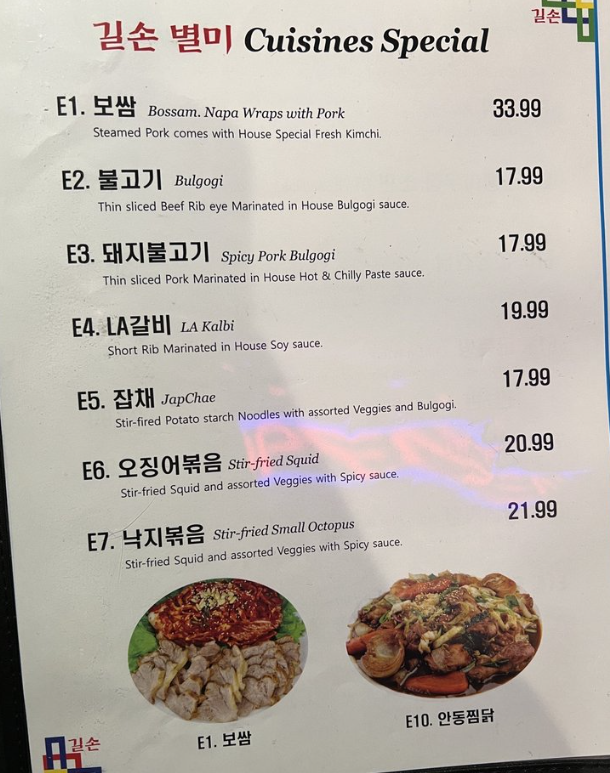 길손
길손 별미 Cuisines Special
E1. 보쌈 Bossam. Napa Wraps with Pork 33.99
Steamed Pork comes with House Special Fresh Kimchi.
E2. 불고기 Bulgogi 17.99
Thin sliced Beef Rib eye Marinated in House Bulgogi sauce.
E3. 돼지불고기 Spicy Pork Bulgogi 17.99
Thin sliced Pork Marinated in House Hot & Chilly Paste sauce.
E4. LA갈비 LA Kalbi 19.99
Short Rib Marinated in House Soy sauce.
E5. 잡채 JapChae 17.99
Stir-fired Potato starch Noodles with assorted Veggies and Bulgogi.
E6. 오징어볶음 Stir-fried Squid 20.99
Stir-fried Squid and assorted Veggies with Spicy sauce.
E7. 낙지볶음 Stir-fried Small Octopus 21.99
Stir-fried Squid and assorted Veggies with Spicy sauce.
E1. 보쌈
E10. 안동찜닭
길손